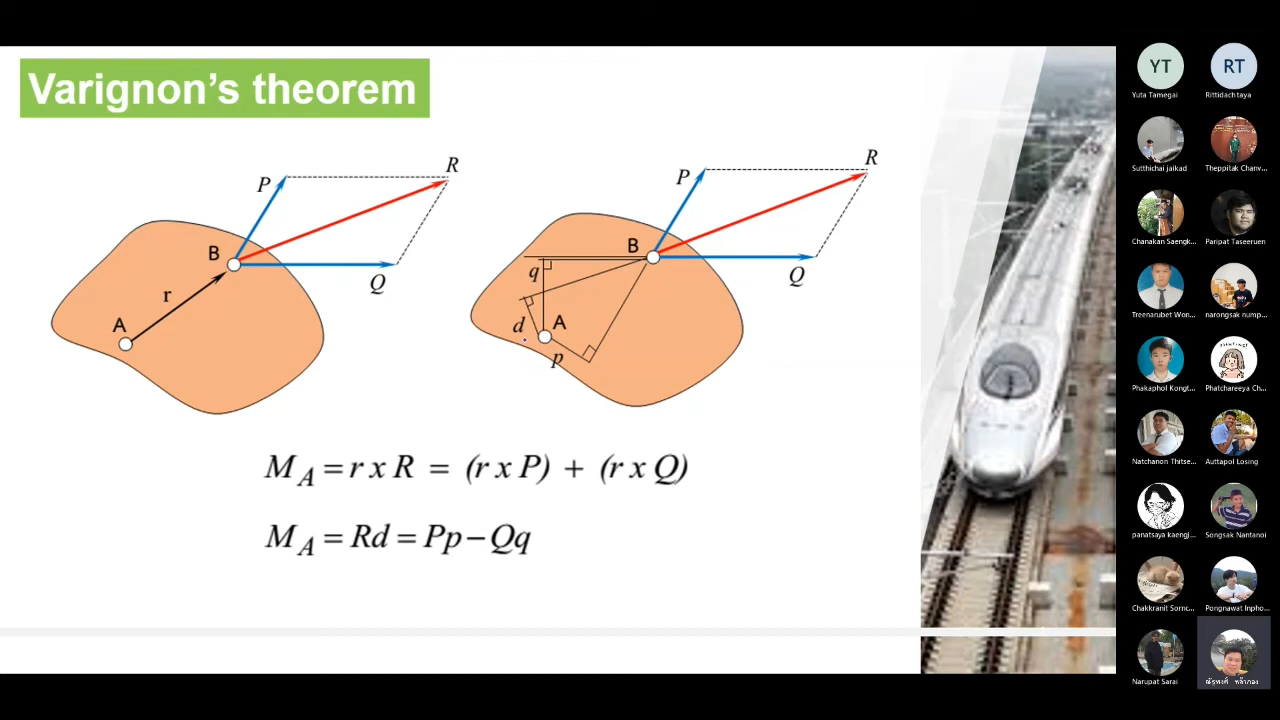 Varignon's theorem
P
R
B
Q
r
A
P
R
B
Q
q
A
d
p
M A = r x R = (r x P) + (r x Q)
M A = Rd = Pp − Qq
YT
RT
Yuta Tamegai
Rittidach taya
Sutthichai jaikad
Theppitak Chanv...
Chanakan Saengk...
Paripat Taseeruen
Treenarubet Won...
narongsak nump...
Phakaphol Kongt...
Phatchareeya Ch...
Natchanon Thitse...
Auttapol Losing
panatsaya kaengj...
Songsak Nantanoi
Chakkranit Sornc...
Pongnawat Inpho...
Narupat Sarai